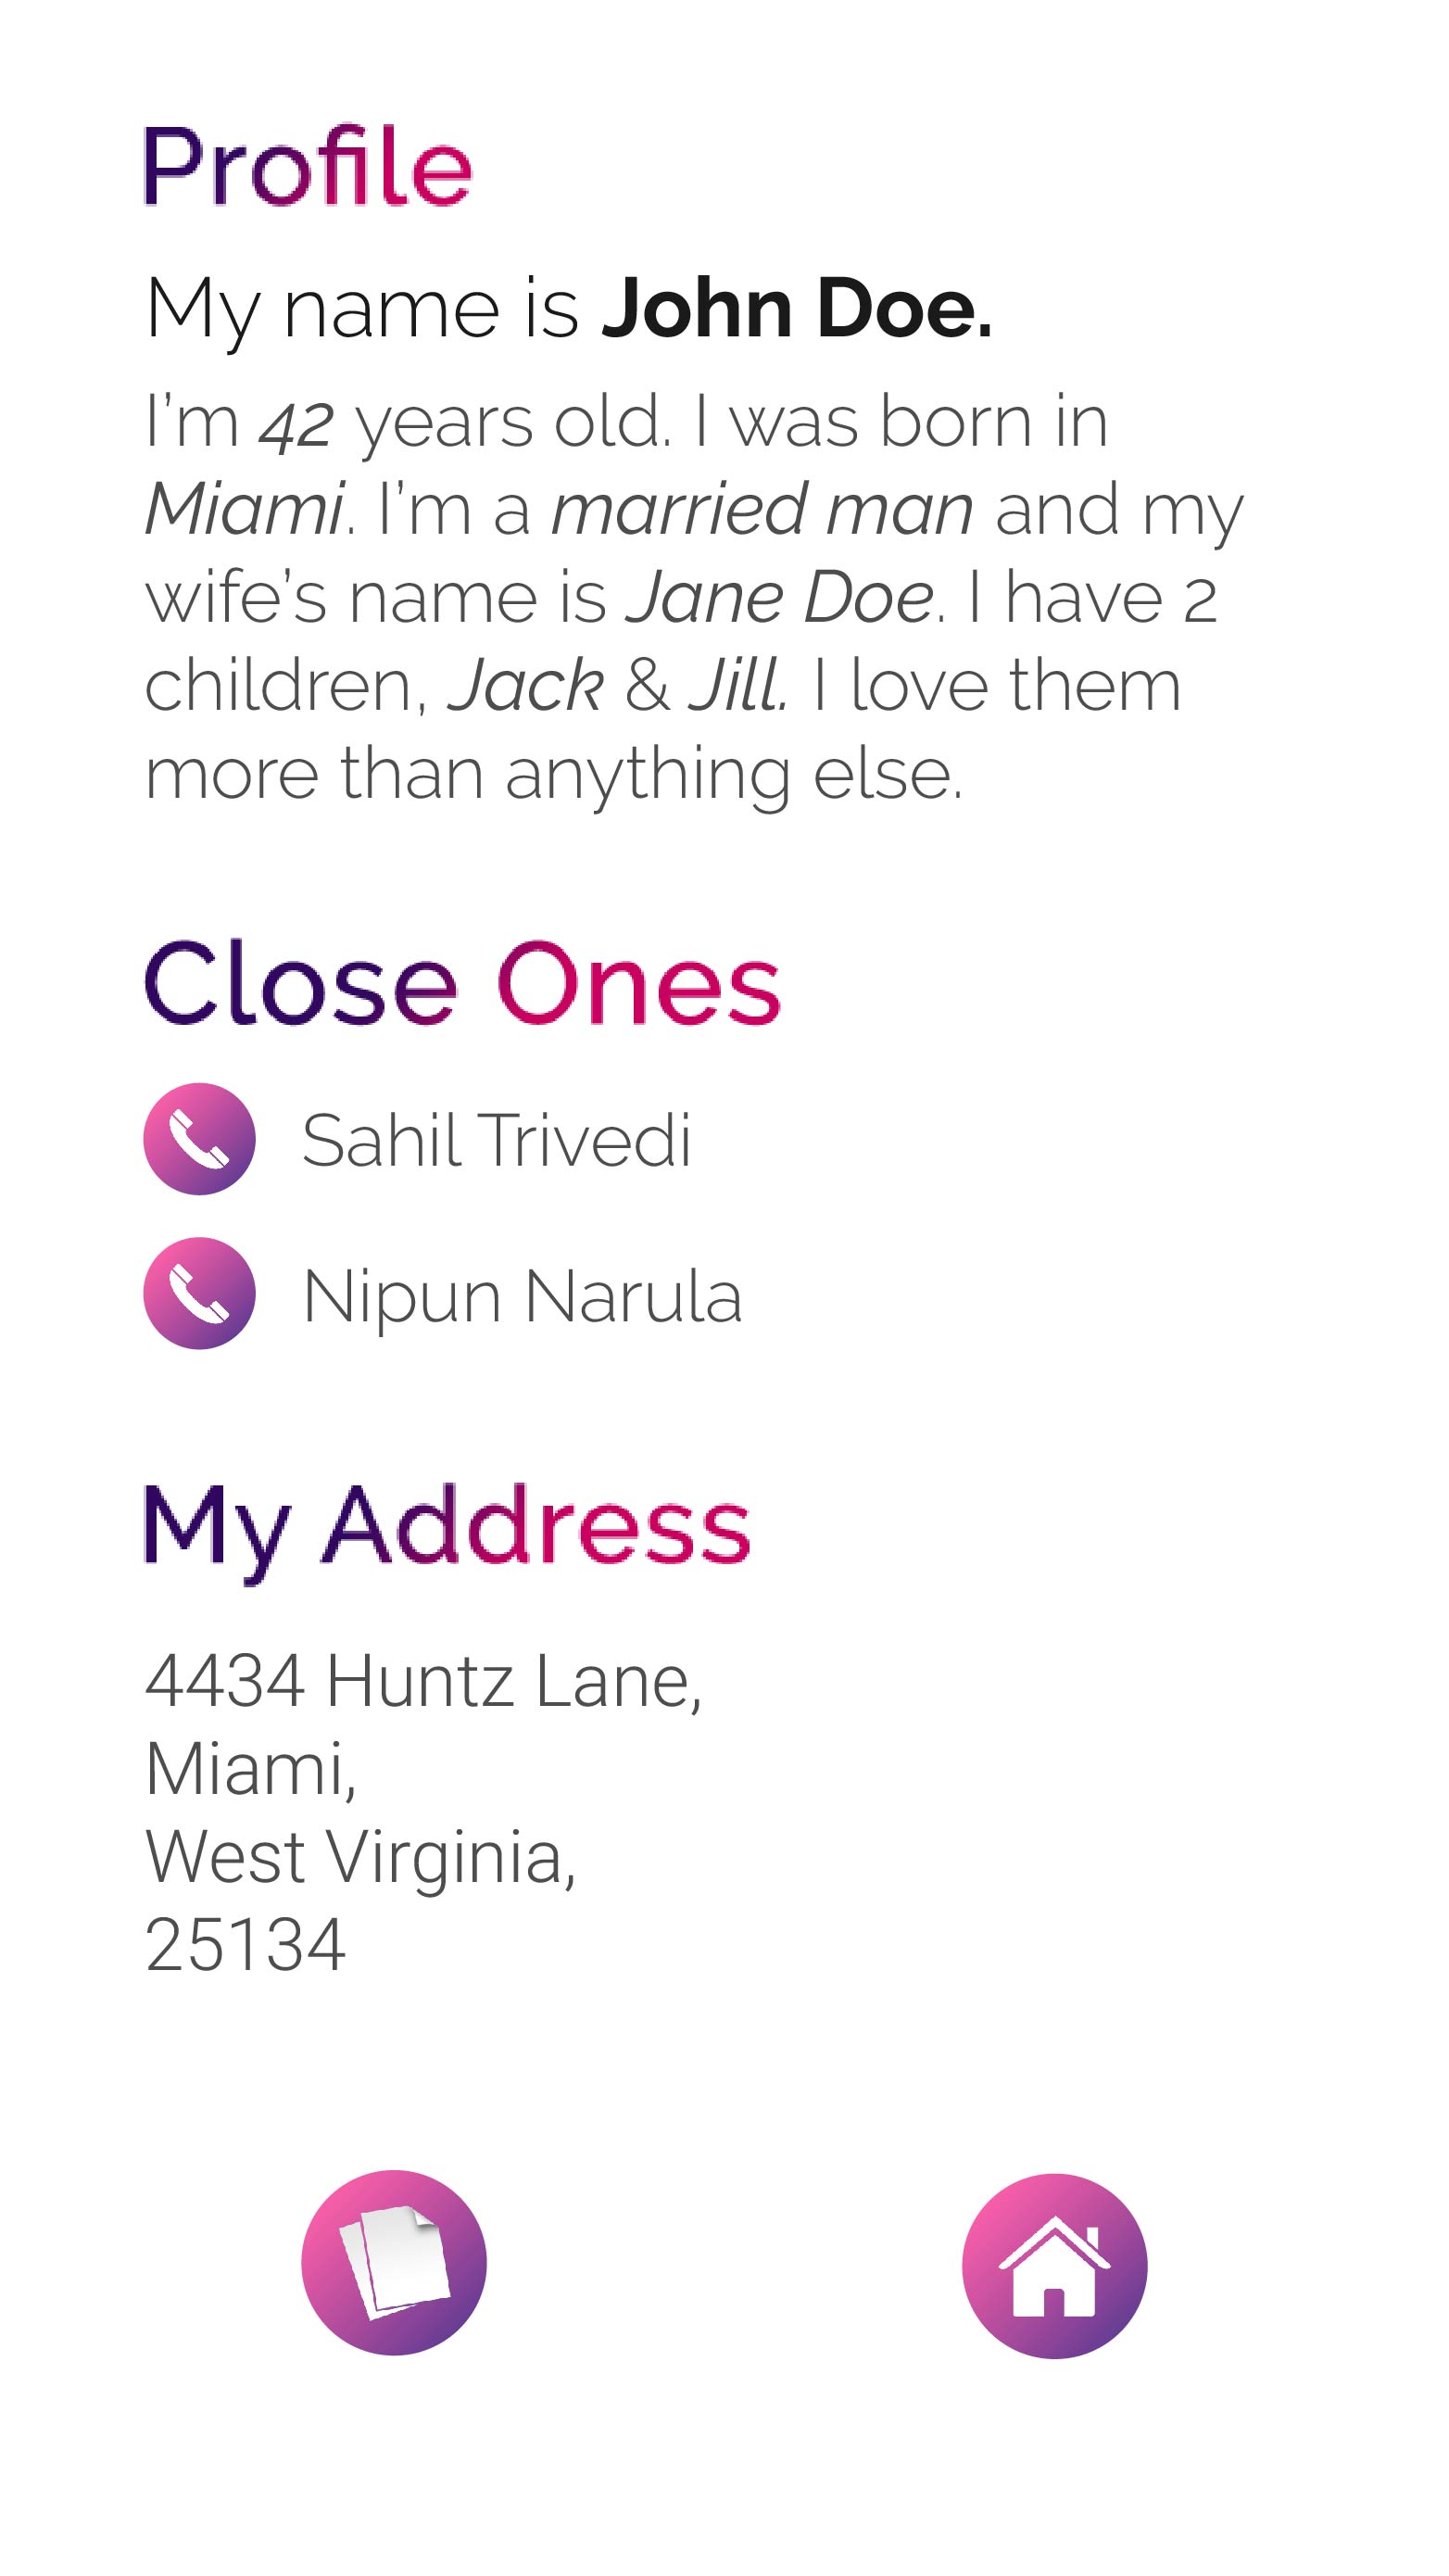 Profile
My name is John Doe.
I’m 42 years old. I was born in
Miami. I’m a married man and my
wife’s name is Jane Doe. I have 2
children, Jack & Jill. I love them
more than anything else.
Close Ones
Sahil Trivedi
Nipun Narula
My Address
4434 Huntz Lane,
Miami,
West Virginia,
25134